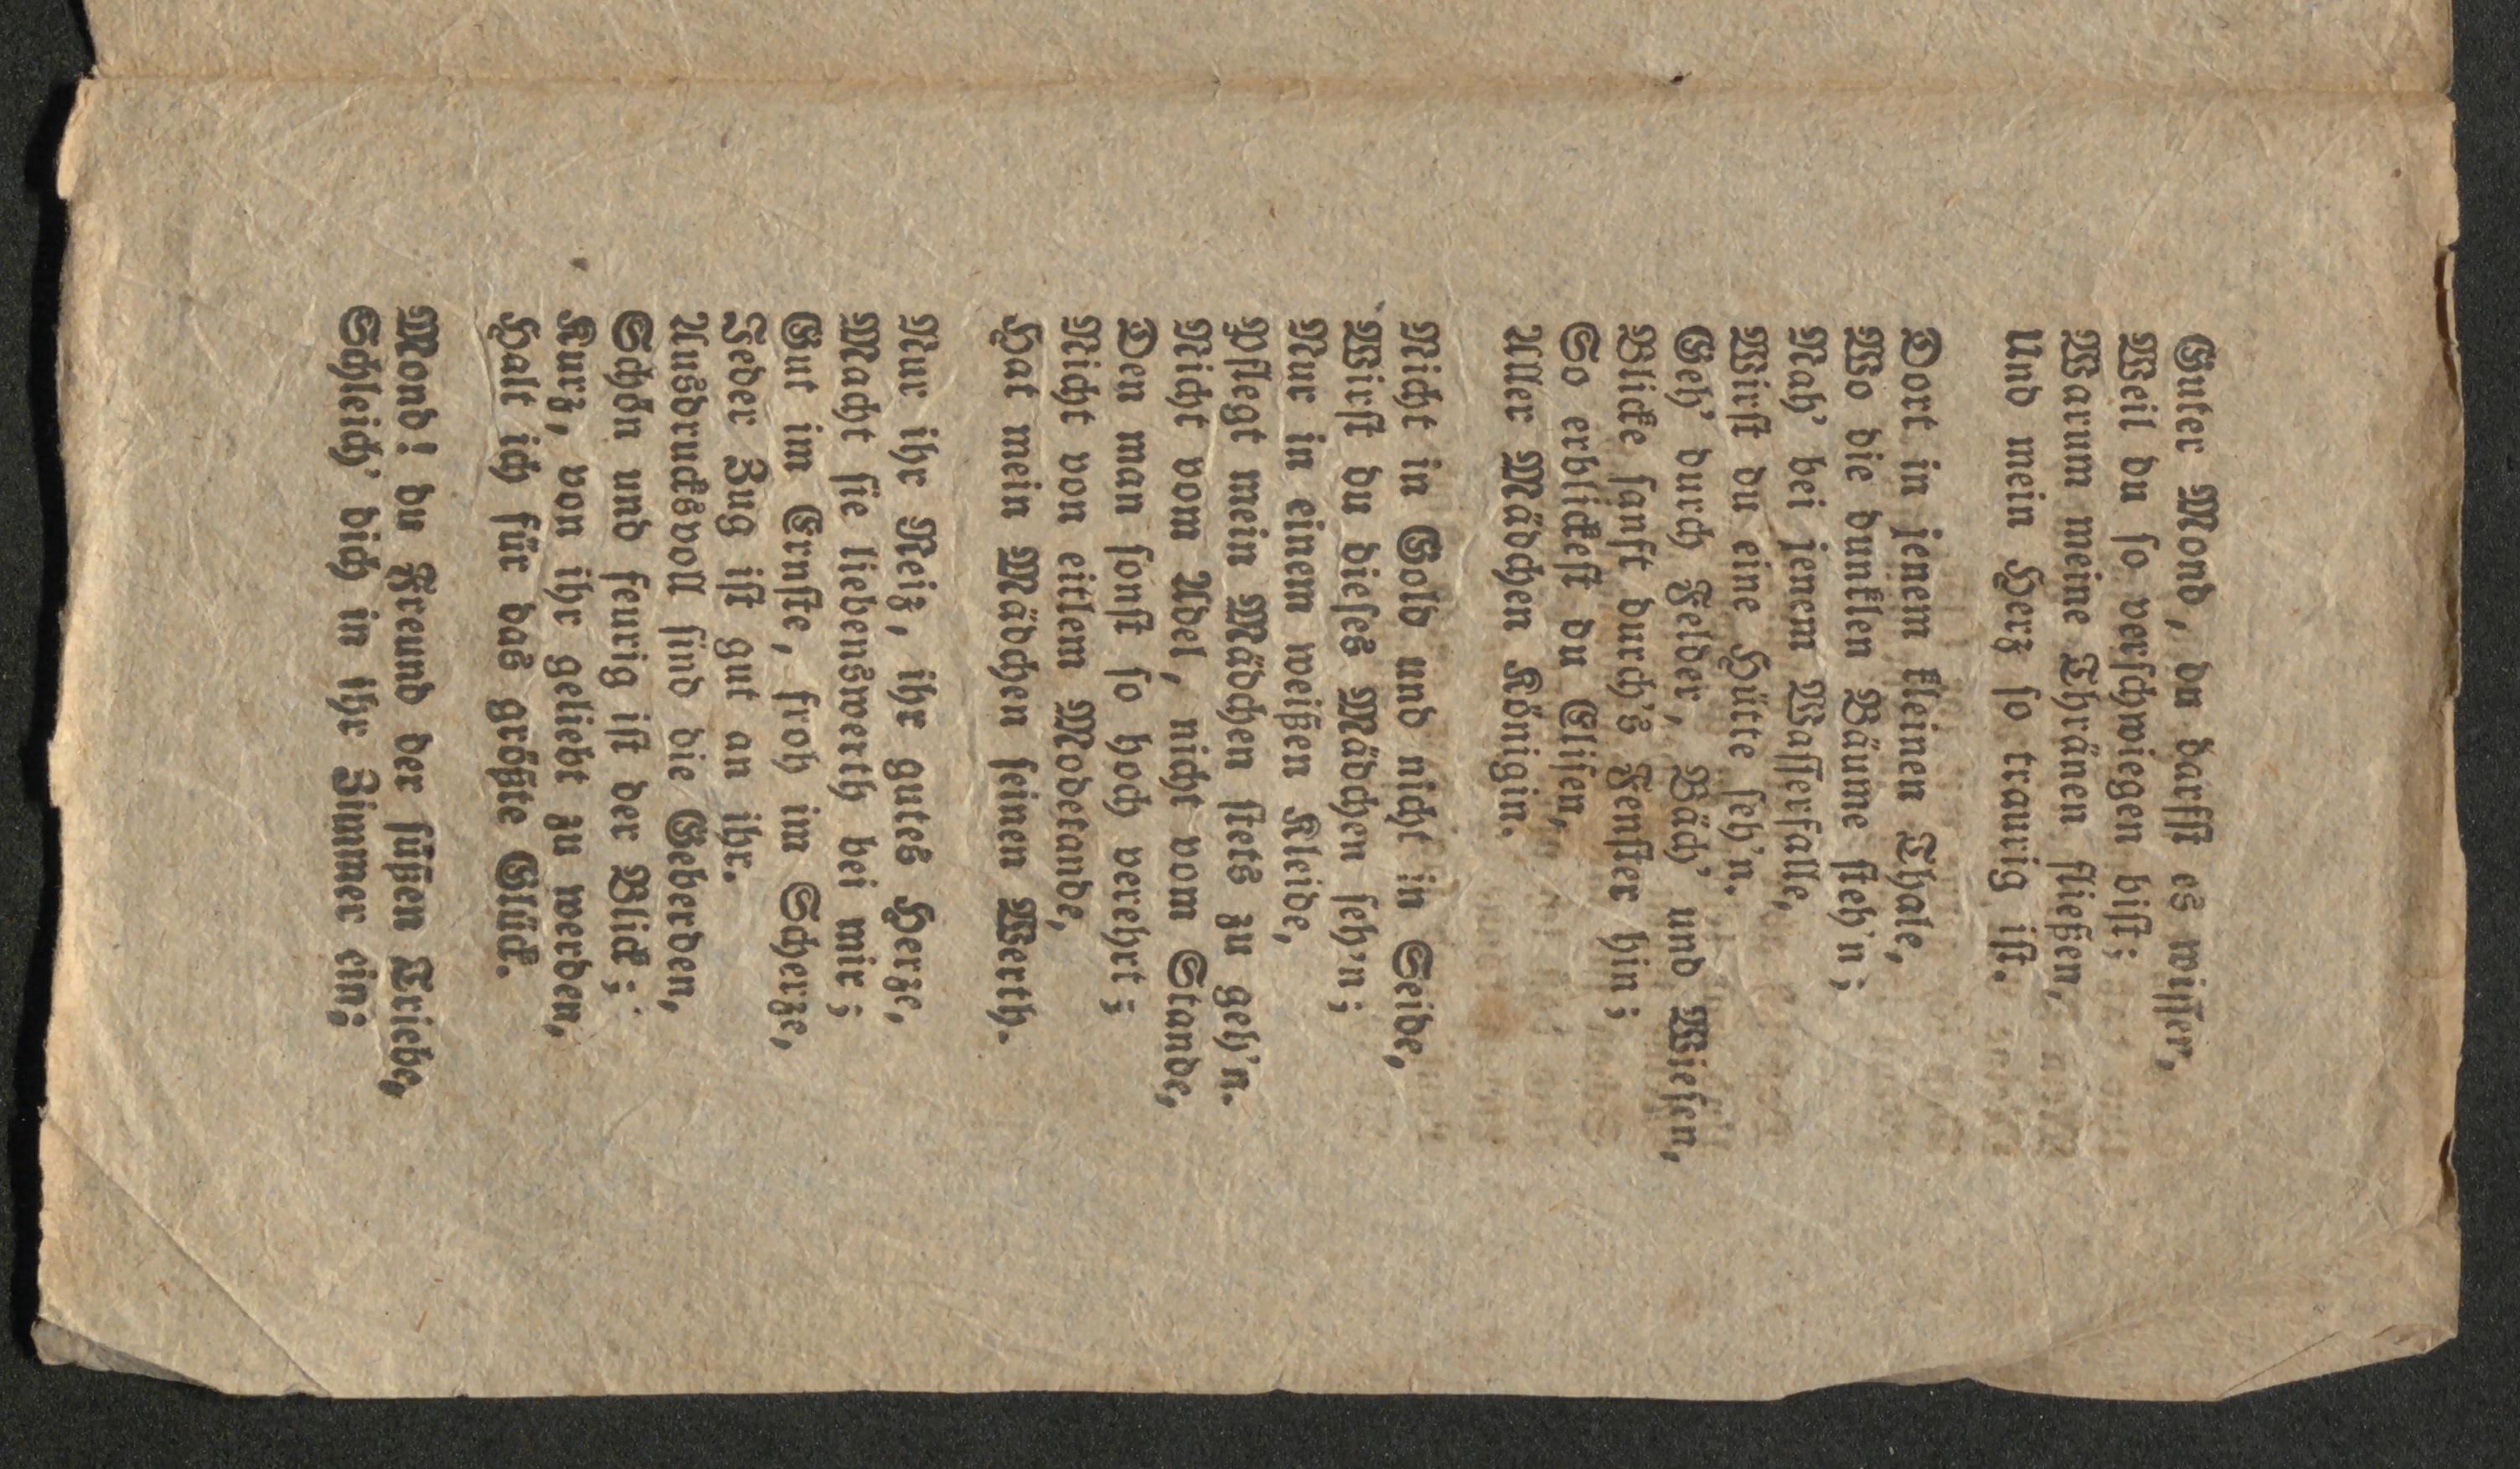 Guter Mond, du darfst es wissen,
Weil du so verschwiegen bist;
Warum meine Thränen fließen,
Und mein Herz so traurig ist.
Dort in jenem kleinen Thale,
Wo die dunklen Bäume steh'n;
Nah' bei jenem Wasserfalle,
Wirst du eine Hütte seh'n.
Geh' durch Felder, Bäch' und Wiesen,
Blicke sanft durch's Fenster hin;
So erblickest du Elisen,
Aller Mädchen Königin.
Nicht in Gold und nicht in Seide,
Wirst du dieses Mädchen seh'n;
Nur in einem weißen Kleide,
Pflegt mein Mädchen stets zu geh'n.
Nicht vom Adel, nicht vom Stande,
Den man sonst so hoch verehrt;
Nicht von eitlem Modetande,
Hat mein Mädchen seinen Werth.
Nur ihr Reiz, ihr gutes Herze,
Macht sie liebenswerth bei mir;
Gut im Ernste, froh im Scherze,
Jeder Zug ist gut an ihr.
Ausdrucksvoll sind die Geberden,
Schön und feurig ist der Blick;
Kurz, von ihr geliebt zu werden,
Halt ich für das größte Glück.
Mond! du Freund der süßen Triebe,
Schleich' dich in ihr Zimmer ein;